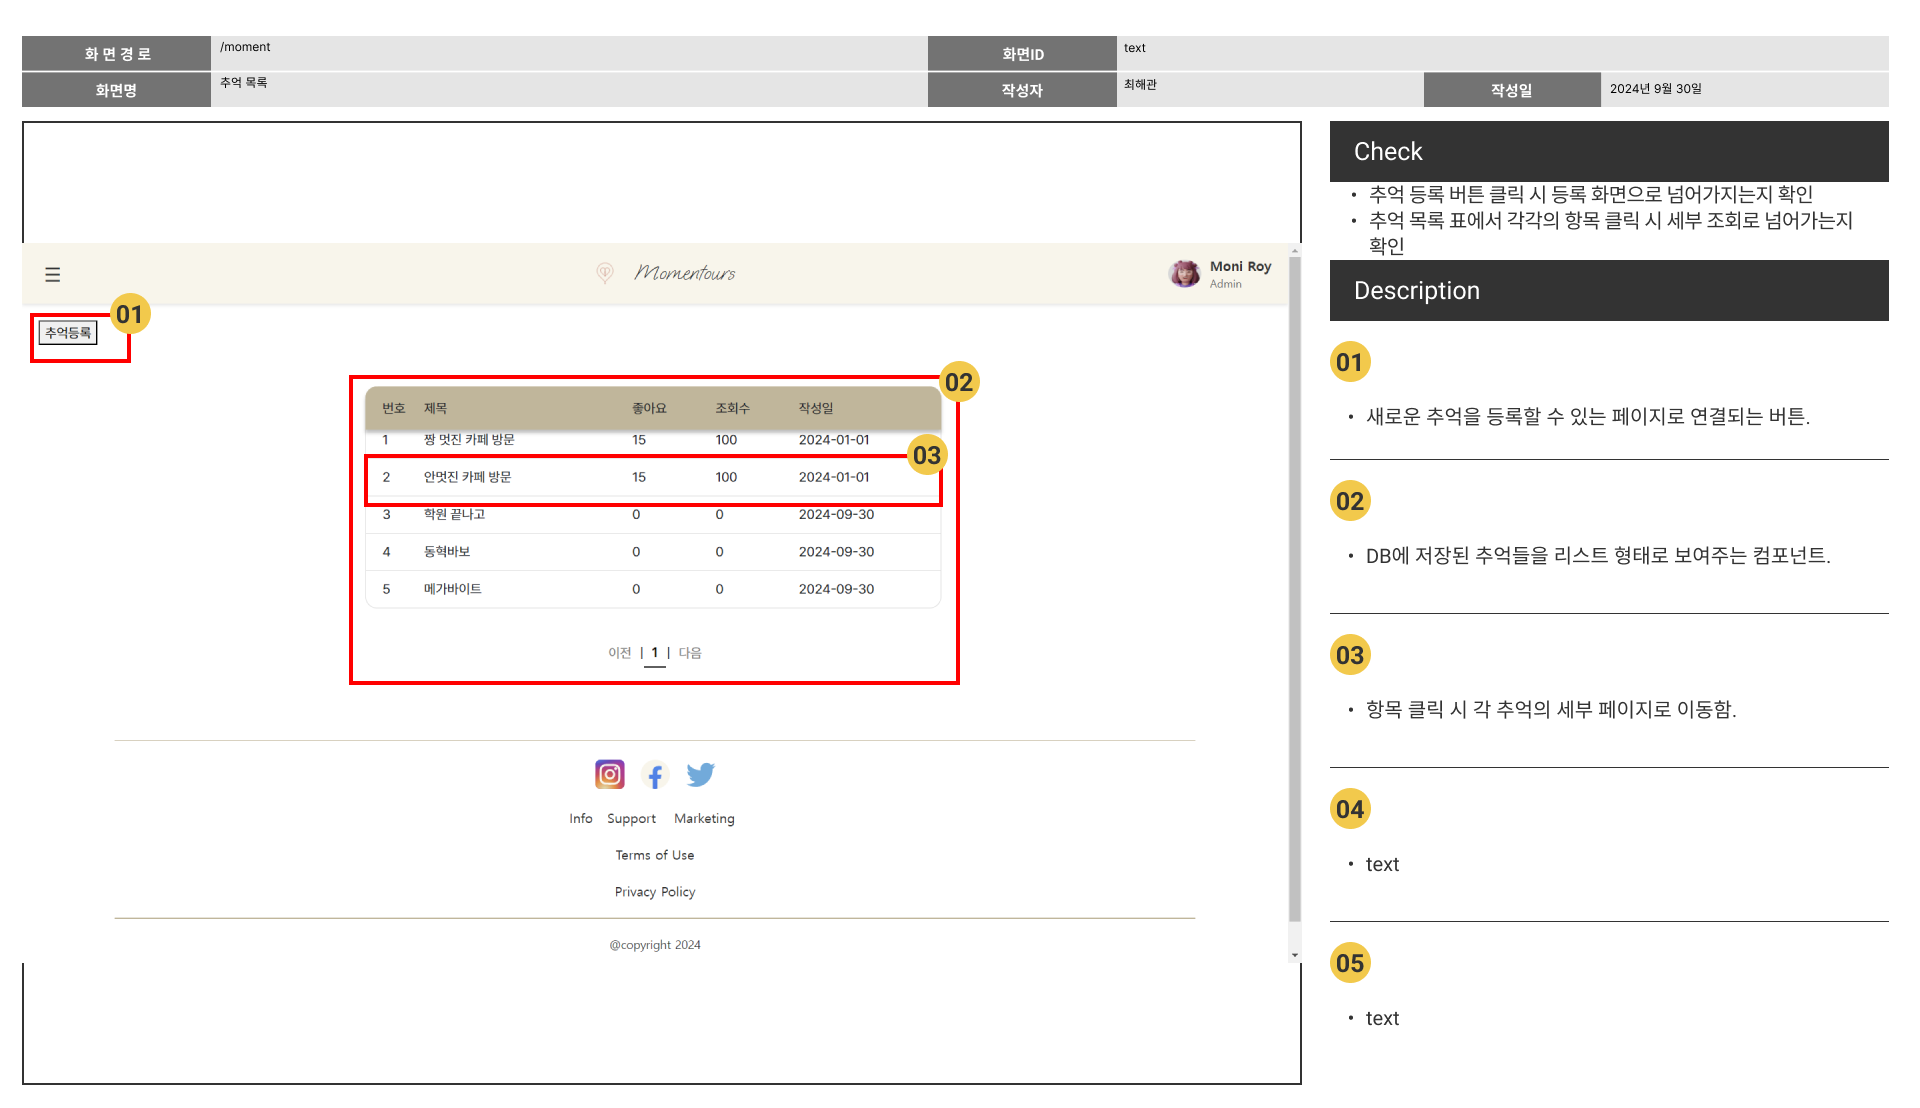 화 면 경 로 /moment 화면ID text
화면명 추억 목록 작성자 최해관 작성일 2024년 9월 30일
Momentours
Moni Roy
Admin
추억등록
01
02
번호 제목 좋아요 조회수 작성일
1 짱 멋진 카페 방문 15 100 2024-01-01
03
2 안멋진 카페 방문 15 100 2024-01-01
3 학원 끝나고 0 0 2024-09-30
4 동혁바보 0 0 2024-09-30
5 메가바이트 0 0 2024-09-30
이전 | 1 | 다음
Info Support Marketing
Terms of Use
Privacy Policy
@copyright 2024
Check
• 추억 등록 버튼 클릭 시 등록 화면으로 넘어가지는지 확인
• 추억 목록 표에서 각각의 항목 클릭 시 세부 조회로 넘어가는지
확인
Description
01
• 새로운 추억을 등록할 수 있는 페이지로 연결되는 버튼.
02
• DB에 저장된 추억들을 리스트 형태로 보여주는 컴포넌트.
03
• 항목 클릭 시 각 추억의 세부 페이지로 이동함.
04
• text
05
• text